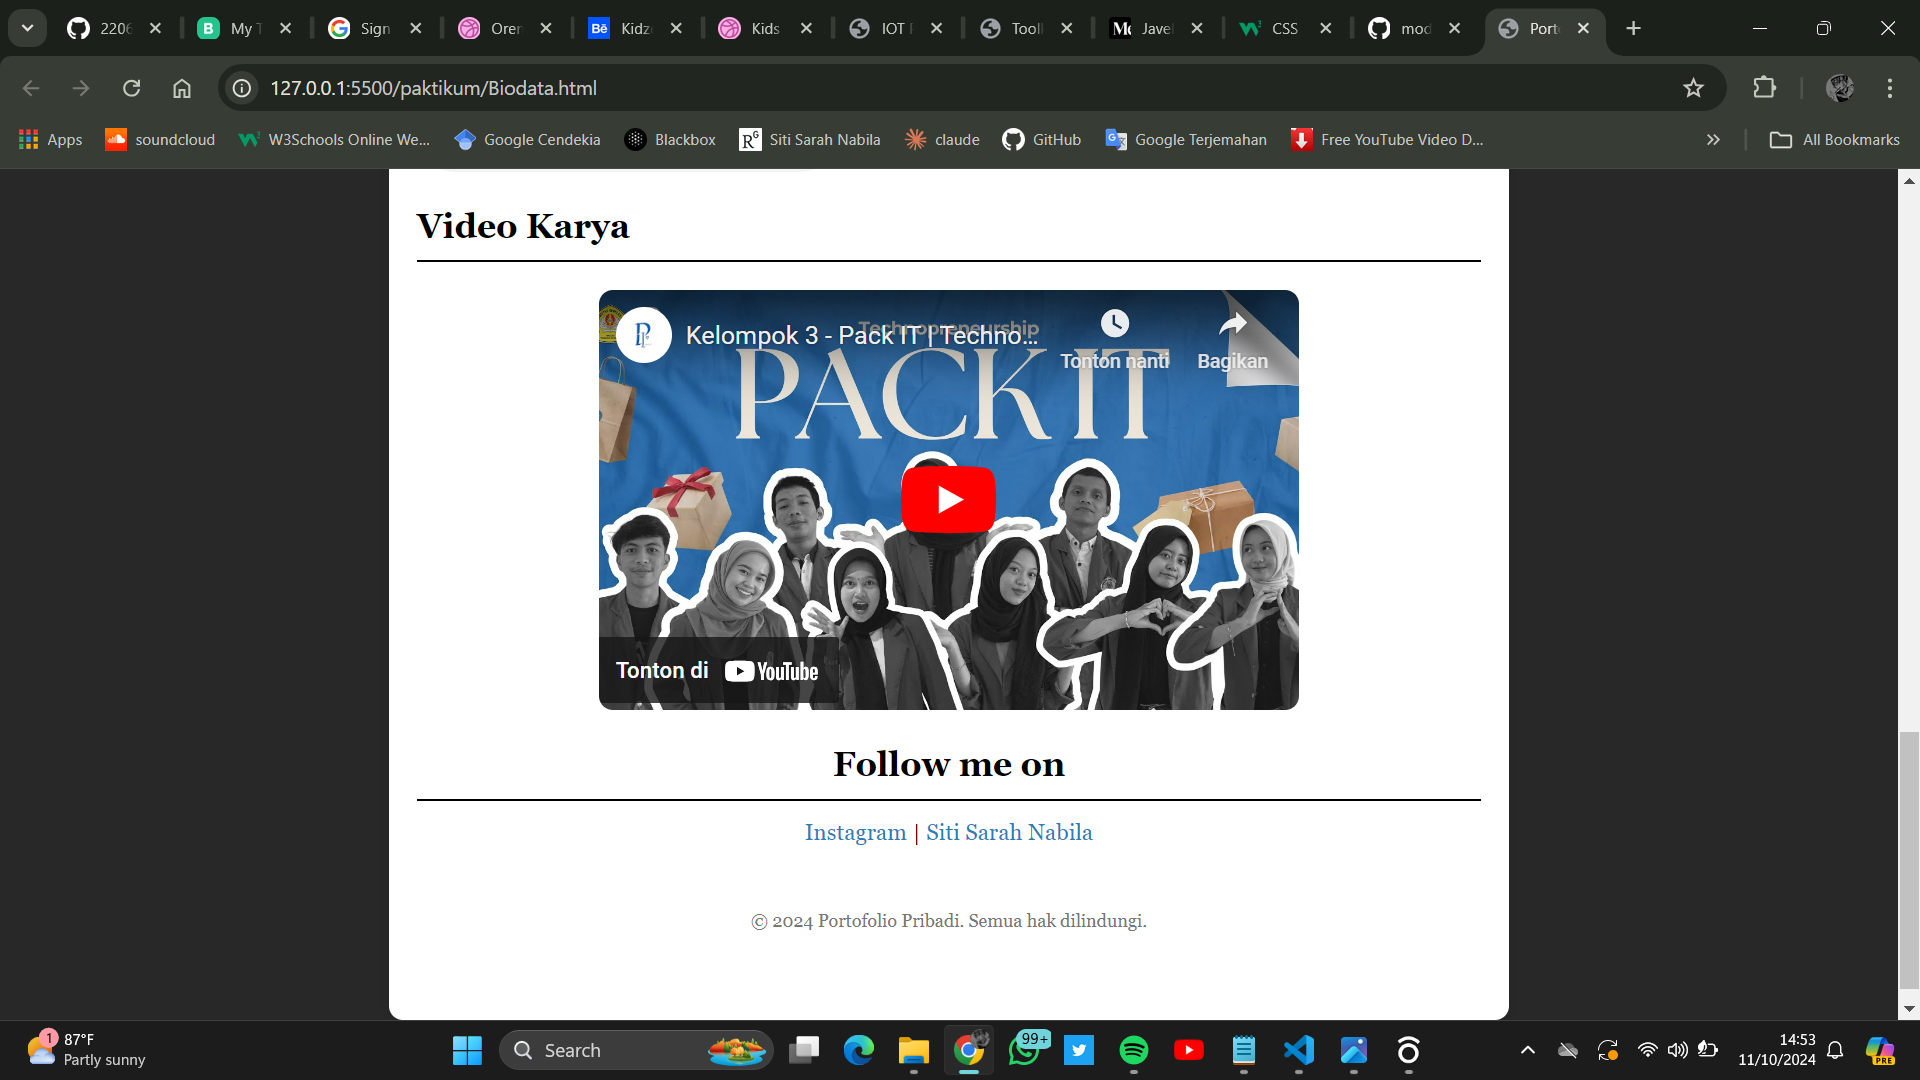 2206
My T
Sign
Orer
Kidz
Kids
IOT
Tooll
Javel
CSS
mod
Port
127.0.0.1:5500/paktikum/Biodata.html
Apps
soundcloud
W3Schools Online We...
Google Cendekia
Blackbox
Siti Sarah Nabila
claude
GitHub
Google Terjemahan
Free YouTube Video D...
All Bookmarks
Video Karya
Technopreneurship
Kelompok 3 - Pack IT | Techno...
Tonton nanti
Bagikan
PACK IT
Tonton di YouTube
Follow me on
Instagram | Siti Sarah Nabila
© 2024 Portofolio Pribadi. Semua hak dilindungi.
1
87°F
Partly sunny
Search
99+
14:53
11/10/2024
PRE